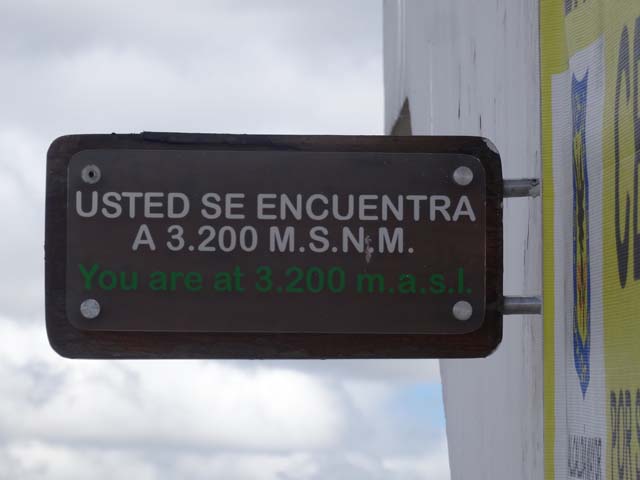 USTED SE ENCUENTRA
A 3.200 M.S.N.M.
You are at 3.200 m.a.s.l.